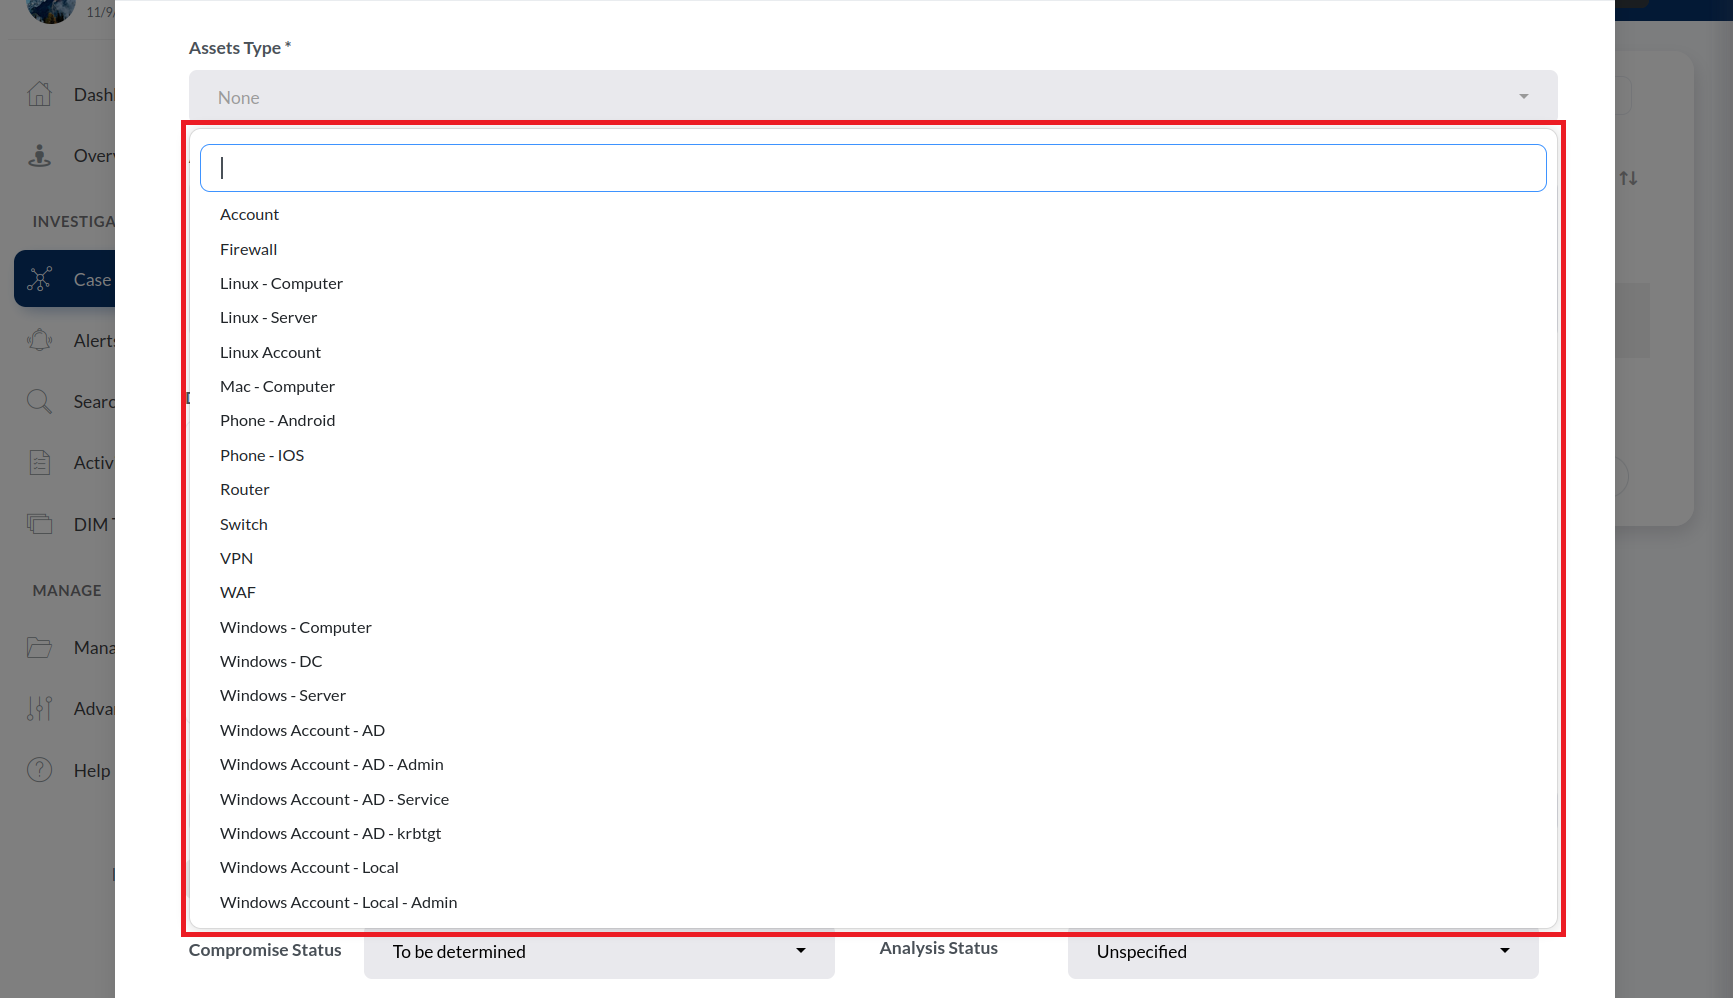 11/9/
Assets Type *
None
Account
Firewall
Linux - Computer
Linux - Server
Linux Account
Mac - Computer
Phone - Android
Phone - IOS
Router
Switch
VPN
WAF
Windows - Computer
Windows - DC
Windows - Server
Windows Account - AD
Windows Account - AD - Admin
Windows Account - AD - Service
Windows Account - AD - krbtgt
Windows Account - Local
Windows Account - Local - Admin
Compromise Status
To be determined
Analysis Status
Unspecified
Dash
Over
INVESTIGA
Case
Alerts
Searc
Activ
DIM
MANAGE
Mana
Adva
Help